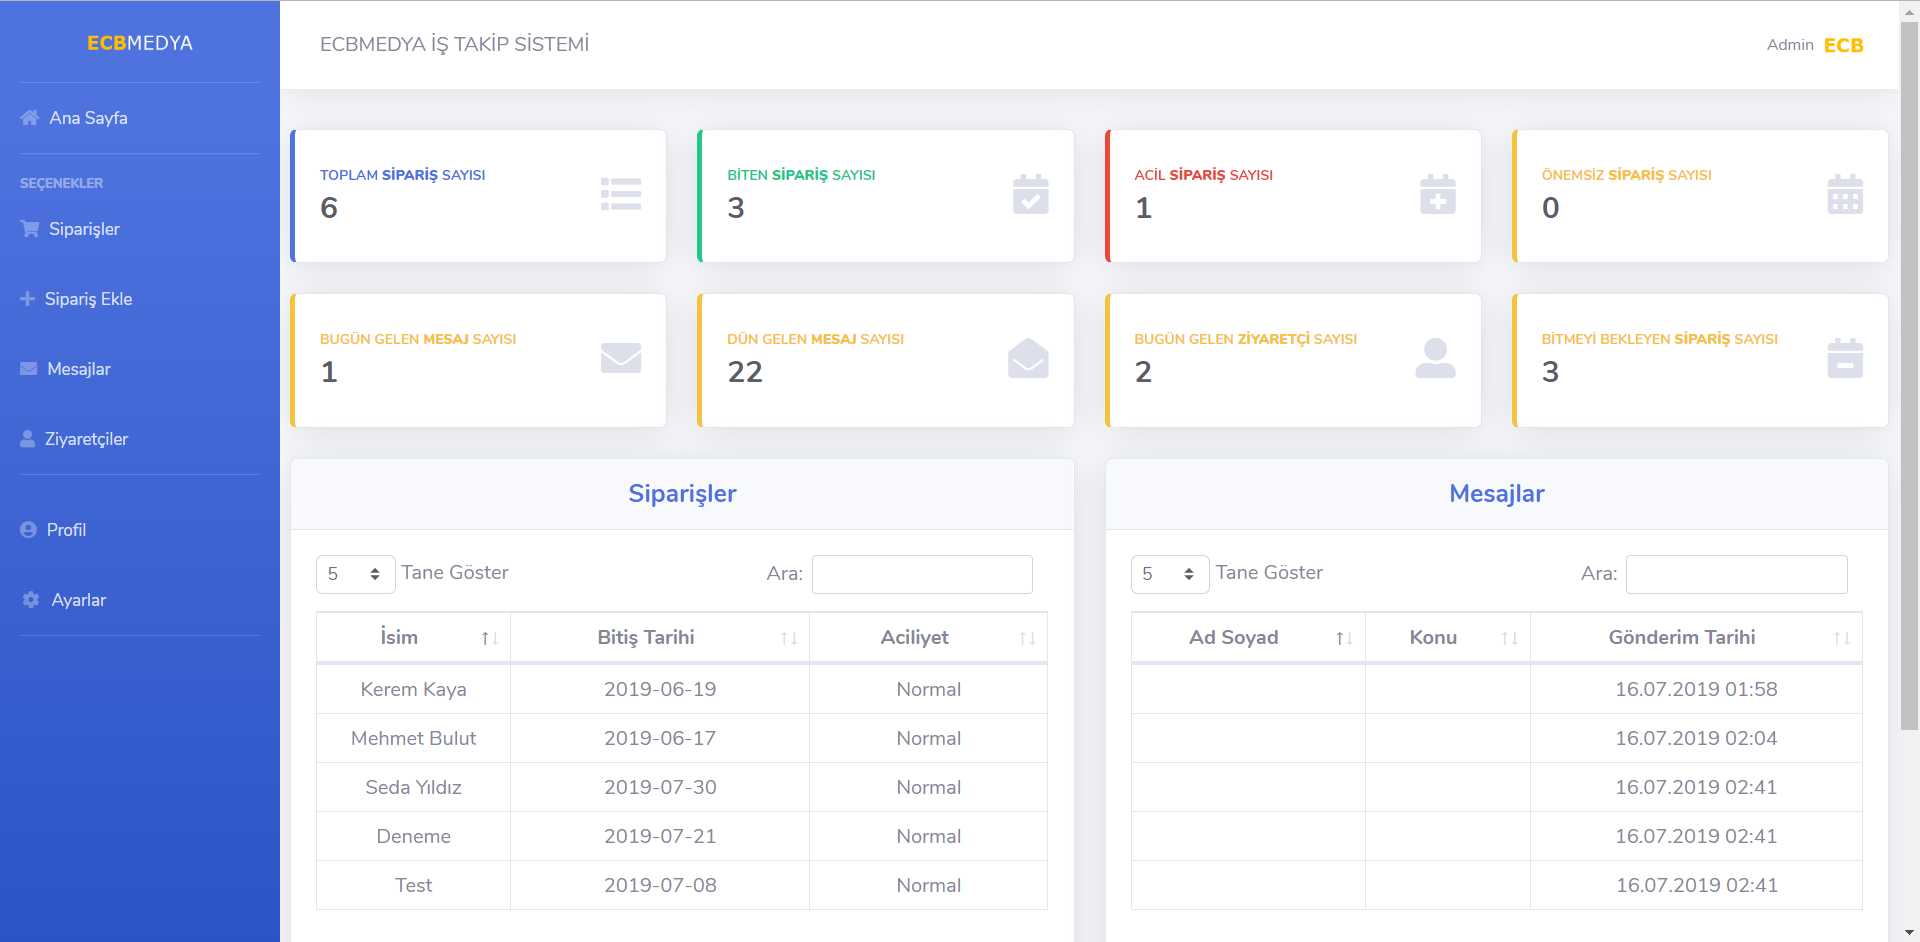 ECBMEDYA
Ana Sayfa
SEÇENEKLER
Siparişler
Sipariş Ekle
Mesajlar
Ziyaretçiler
Profil
Ayarlar
ECBMEDYA İŞ TAKİP SİSTEMİ
Admin ECB
TOPLAM SİPARİŞ SAYISI
6
BİTEN SİPARİŞ SAYISI
3
ACİL SİPARİŞ SAYISI
1
ÖNEMSİZ SİPARİŞ SAYISI
0
BUGÜN GELEN MESAJ SAYISI
1
DÜN GELEN MESAJ SAYISI
22
BUGÜN GELEN ZİYARETÇİ SAYISI
2
BİTMEYİ BEKLEYEN SİPARİŞ SAYISI
3
Siparişler
5 Tane Göster Ara:
İsim Bitiş Tarihi Aciliyet
Kerem Kaya 2019-06-19 Normal
Mehmet Bulut 2019-06-17 Normal
Seda Yıldız 2019-07-30 Normal
Deneme 2019-07-21 Normal
Test 2019-07-08 Normal
Mesajlar
5 Tane Göster Ara:
Ad Soyad Konu Gönderim Tarihi
16.07.2019 01:58
16.07.2019 02:04
16.07.2019 02:41
16.07.2019 02:41
16.07.2019 02:41